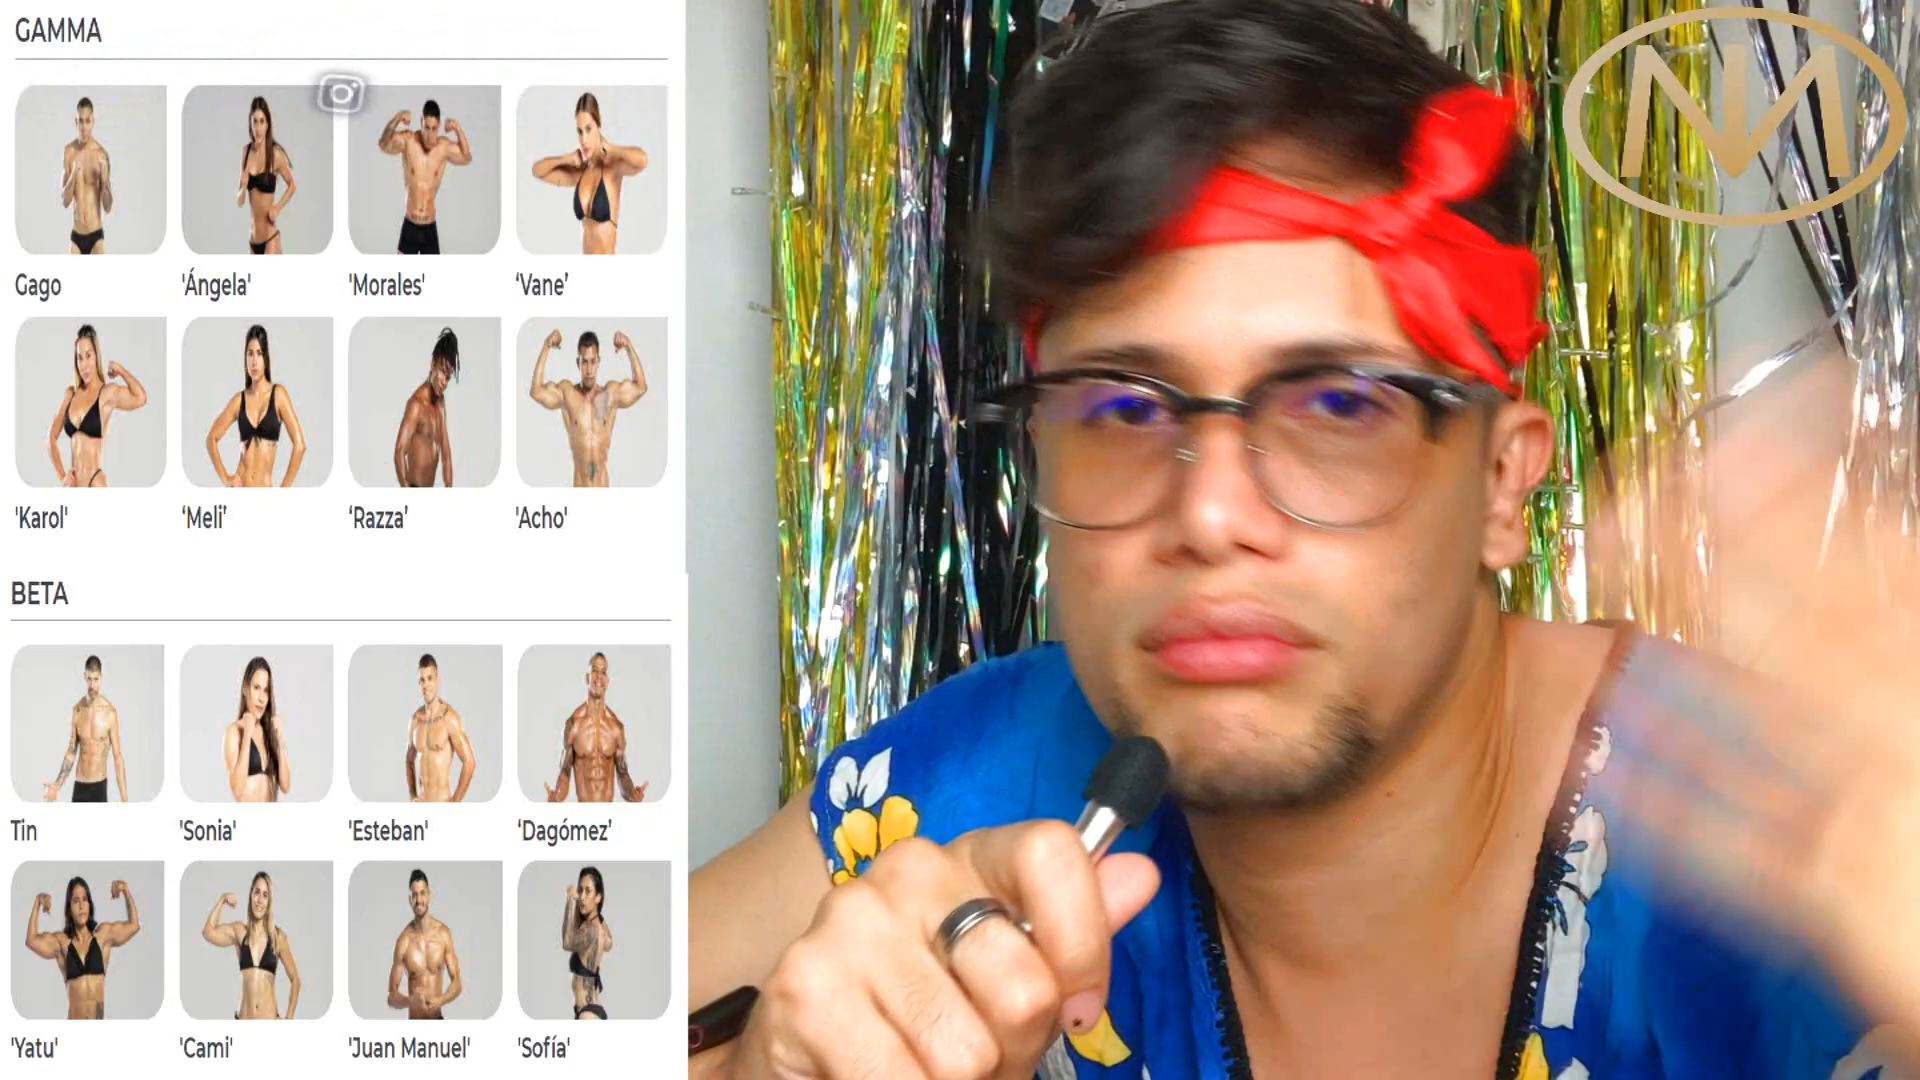 GAMMA
Gago 'Ángela' 'Morales' ‘Vane’
'Karol' ‘Meli’ ‘Razza’ 'Acho'
BETA
Tin 'Sonia' 'Esteban' ‘Dagómez’
'Yatu' 'Cami' 'Juan Manuel' 'Sofía'